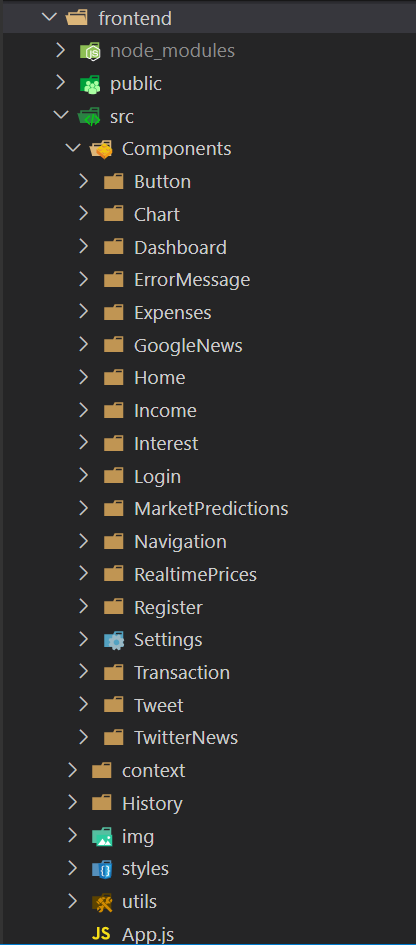 frontend
node_modules
public
src
Components
Button
Chart
Dashboard
ErrorMessage
Expenses
GoogleNews
Home
Income
Interest
Login
MarketPredictions
Navigation
RealtimePrices
Register
Settings
Transaction
Tweet
TwitterNews
context
History
img
styles
utils
JS App.js